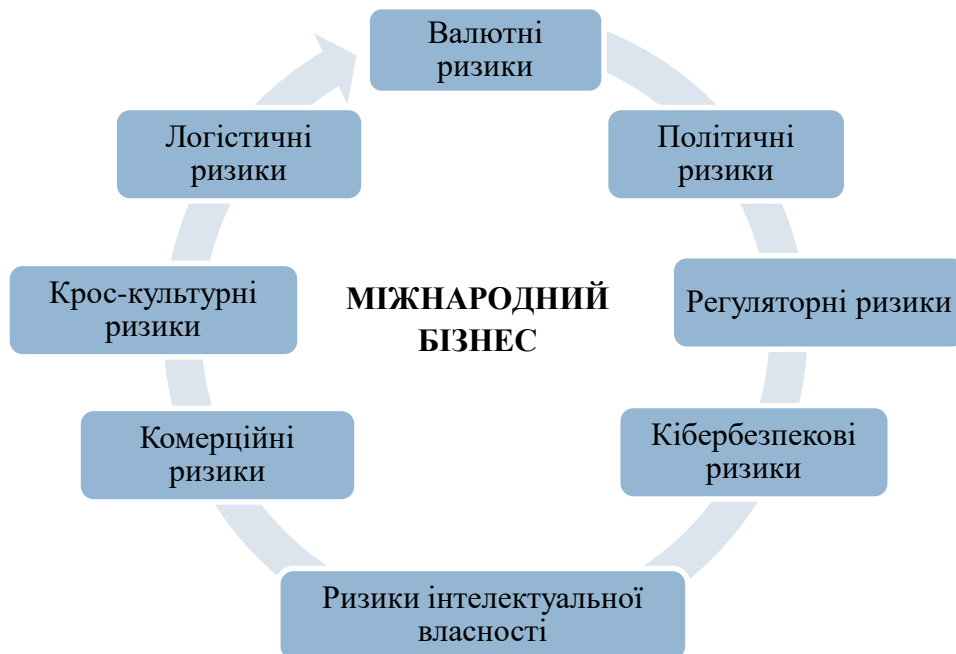 Валютні
ризики
Політичні
ризики
Регуляторні ризики
Кібербезпекові
ризики
Ризики інтелектуальної
власності
Комерційні
ризики
Крос-культурні
ризики
Логістичні
ризики
МІЖНАРОДНИЙ
БІЗНЕС